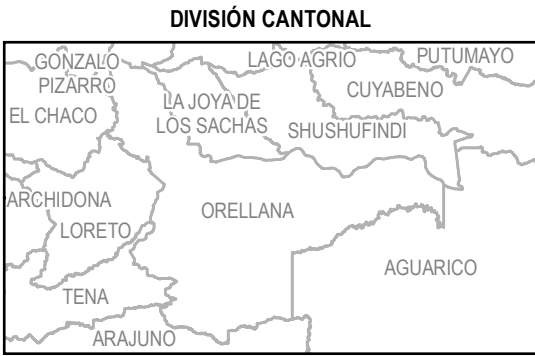 DIVISIÓN CANTONAL
GONZALO
PIZARRO
LAGO AGRIO
PUTUMAYO
CUYABENO
EL CHACO
LA JOYA DE
LOS SACHAS
SHUSHUFINDI
ARCHIDONA
ORELLANA
LORETO
AGUARICO
TENA
ARAJUNO